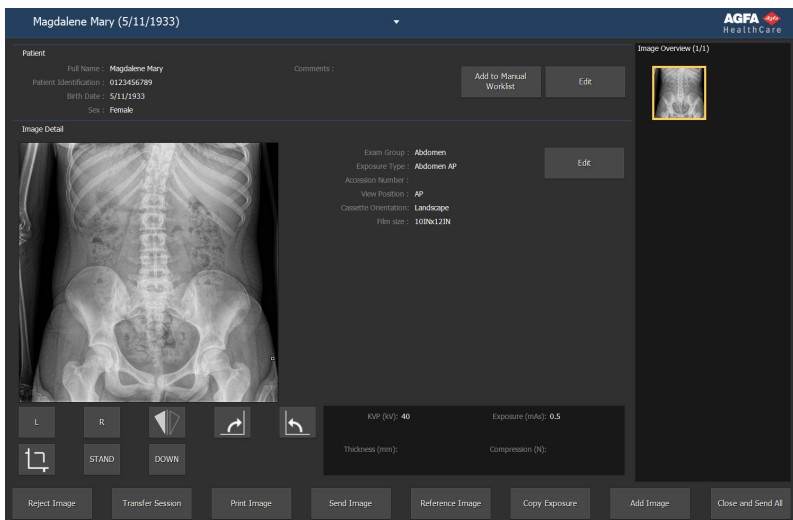 Magdalene Mary (5/11/1933)
AGFA
HealthCare
Patient
Full Name : Magdalene Mary
Patient Identification : 0123456789
Birth Date : 5/11/1933
Sex : Female
Comments :
Add to Manual
Worklist
Edit
Image Overview (1/1)
Image Detail
Exam Group : Abdomen
Exposure Type : Abdomen AP
Accession Number :
View Position : AP
Cassette Orientation: Landscape
Film size : 10INx12IN
Edit
L
R
STAND
DOWN
KVP (kV): 40
Exposure (mAs): 0.5
Thickness (mm):
Compression (N):
Reject Image
Transfer Session
Print Image
Send Image
Reference Image
Copy Exposure
Add Image
Close and Send All